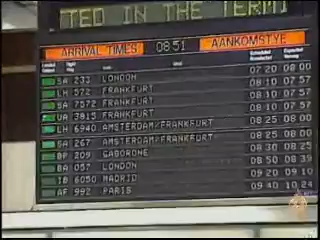 TED IN THE TERMI
ARRIVAL TIMES 08 51 AANKOMSTYE
SA 233 LONDON 07 20 08 00
LH 572 FRANKFURT 08 10 07 57
SA 7572 FRANKFURT 08 10 07 57
UA 3815 FRANKFURT 08 10 07 57
LH 6940 AMSTERDAM/FRANKFURT 08 25 08 00
SA 267 AMSTERDAM/FRANKFURT 08 25 08 00
BP 209 GABORONE 08 30 08 25
BA 057 LONDON 08 50 08 39
IB 6050 MADRID 09 20 09 10
AF 992 PARIS 09 40 10 24